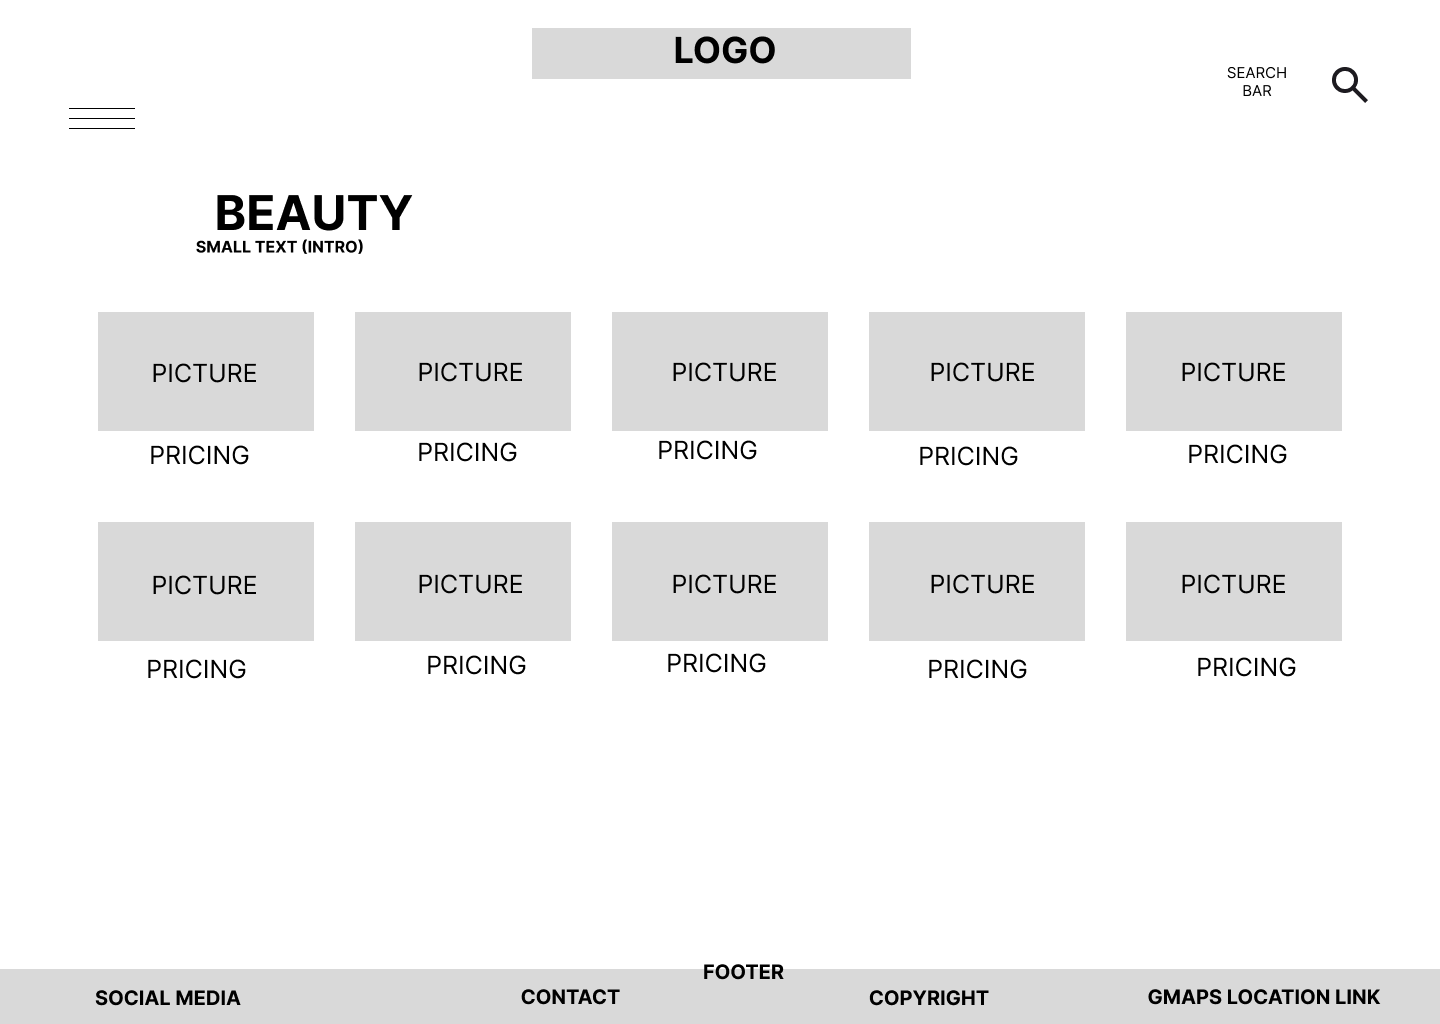 LOGO
SEARCH
BAR
BEAUTY
SMALL TEXT (INTRO)
PICTURE
PICTURE
PICTURE
PICTURE
PICTURE
PRICING
PRICING
PRICING
PRICING
PRICING
PICTURE
PICTURE
PICTURE
PICTURE
PICTURE
PRICING
PRICING
PRICING
PRICING
PRICING
FOOTER
SOCIAL MEDIA
CONTACT
COPYRIGHT
GMAPS LOCATION LINK